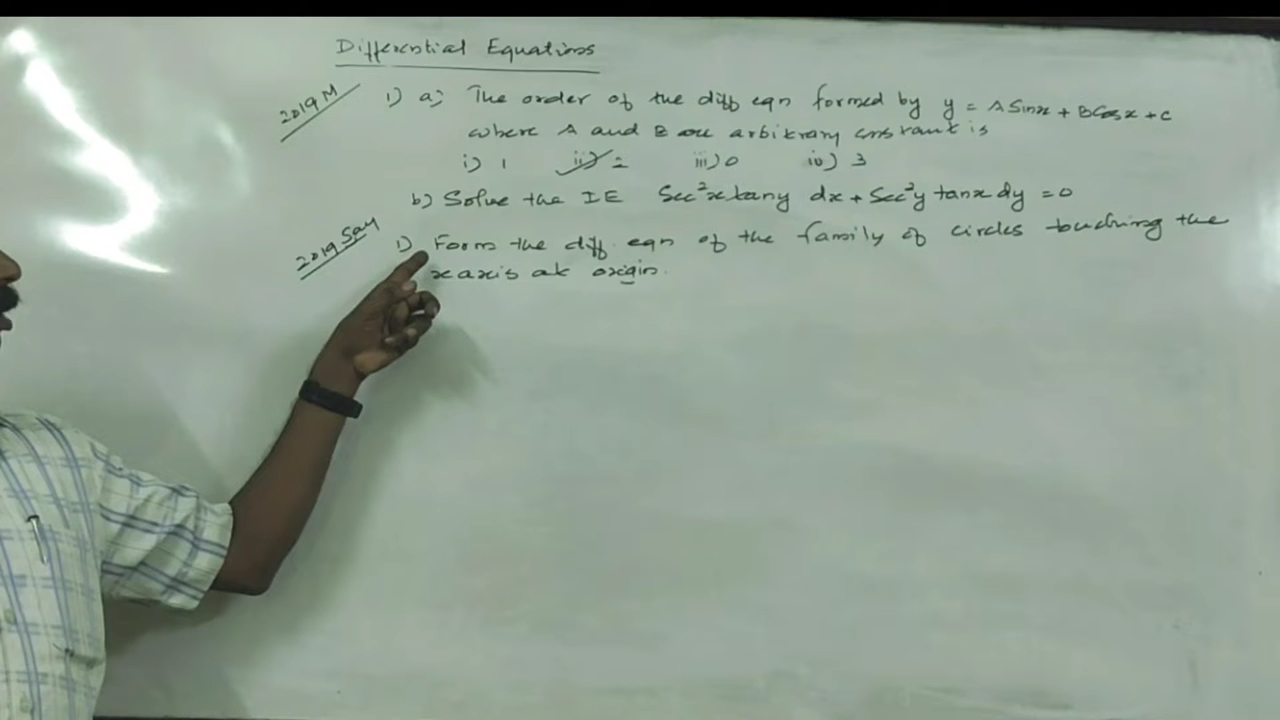 Differential Equations
2019 M
1) a) The order of the diff eqn formed by y = A Sinx + B Cosx + c
where A and B are arbitrary constant is
i) 1 ii) 2 iii) 0 iv) 3
b) Solve the IE Sec²x tany dx + Sec²y tanx dy = 0
2019 Say
1) Form the diff eqn of the family of circles touching the
x axis at origin.